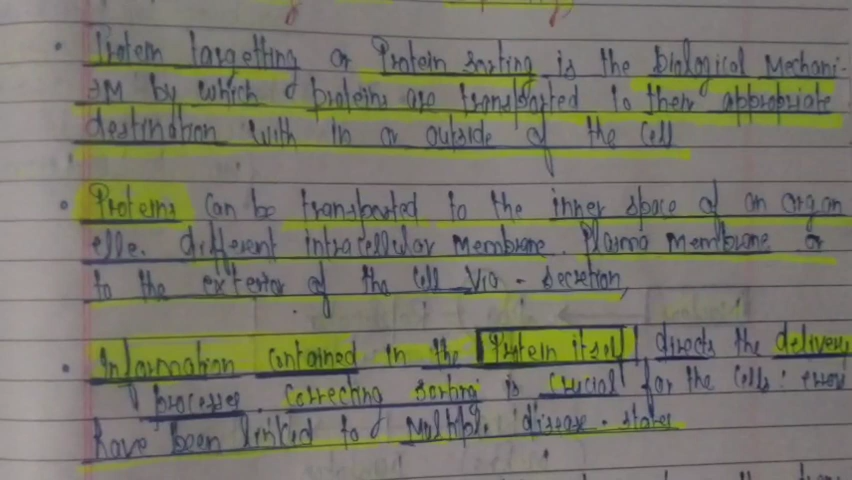 • Protein targetting or Protein sorting is the biological Mechani-
sm by which proteins are transported to their appropriate
destination with in or outside of the cell
• Proteins can be transported to the inner space of an organ
elle. different intracellular Membrane. Plasma Membrane or
to the exterior of the cell via - secretion,
• Information contained in the Protein itself directs the delivery
processes. Correcting sorting is crucial for the cells: errors
have been linked to multiple disease. states